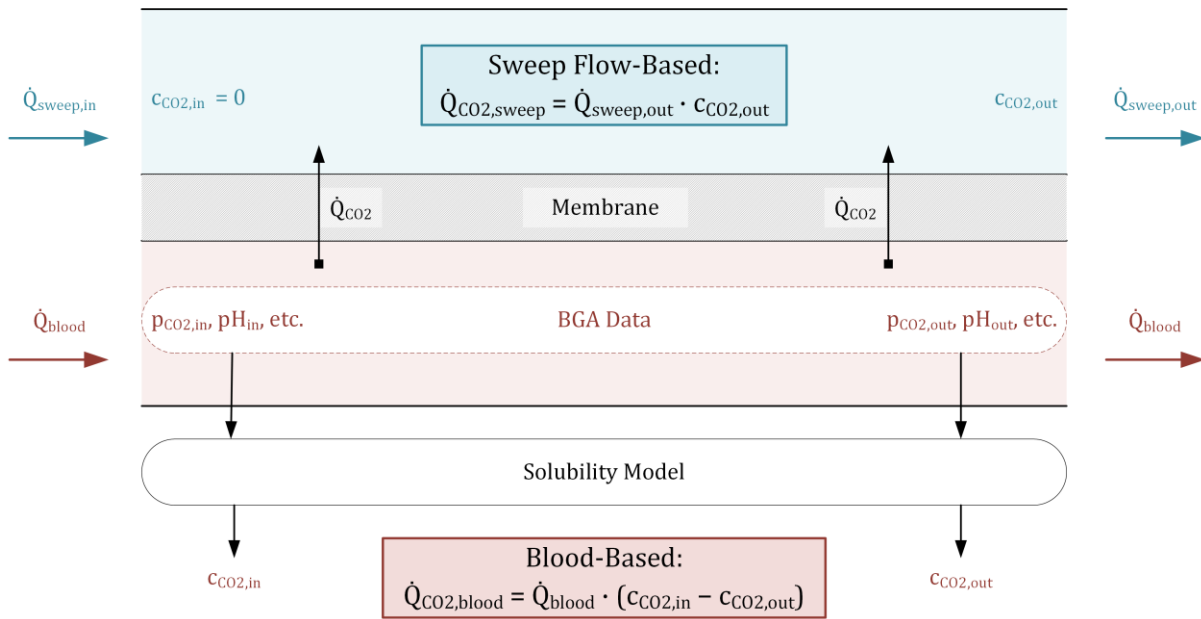 Sweep Flow-Based:
Q̇CO2,sweep = Q̇sweep,out · cCO2,out
Q̇sweep,in
cCO2,in = 0
cCO2,out
Q̇sweep,out
Q̇CO2
Membrane
Q̇CO2
Q̇blood
pCO2,in, pHin, etc.
BGA Data
pCO2,out, pHout, etc.
Q̇blood
Solubility Model
cCO2,in
Blood-Based:
Q̇CO2,blood = Q̇blood · (cCO2,in − cCO2,out)
cCO2,out